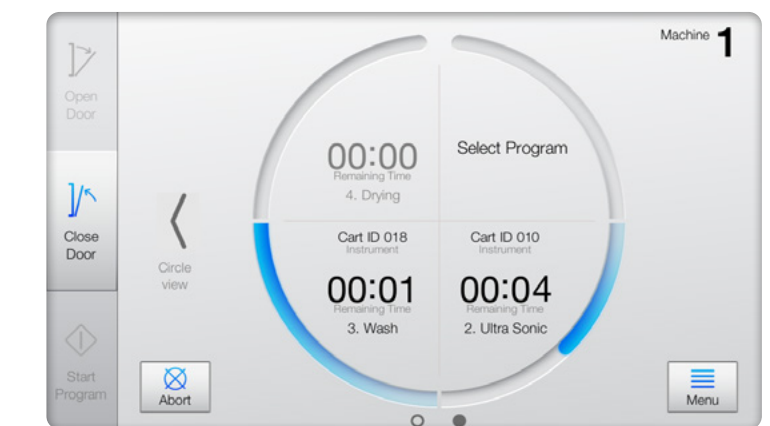 Machine 1
Open
Door
Close
Door
Start
Program
Circle
view
00:00
Remaining Time
4. Drying
Select Program
Cart ID 018
Instrument
00:01
Remaining Time
3. Wash
Cart ID 010
Instrument
00:04
Remaining Time
2. Ultra Sonic
Abort
Menu